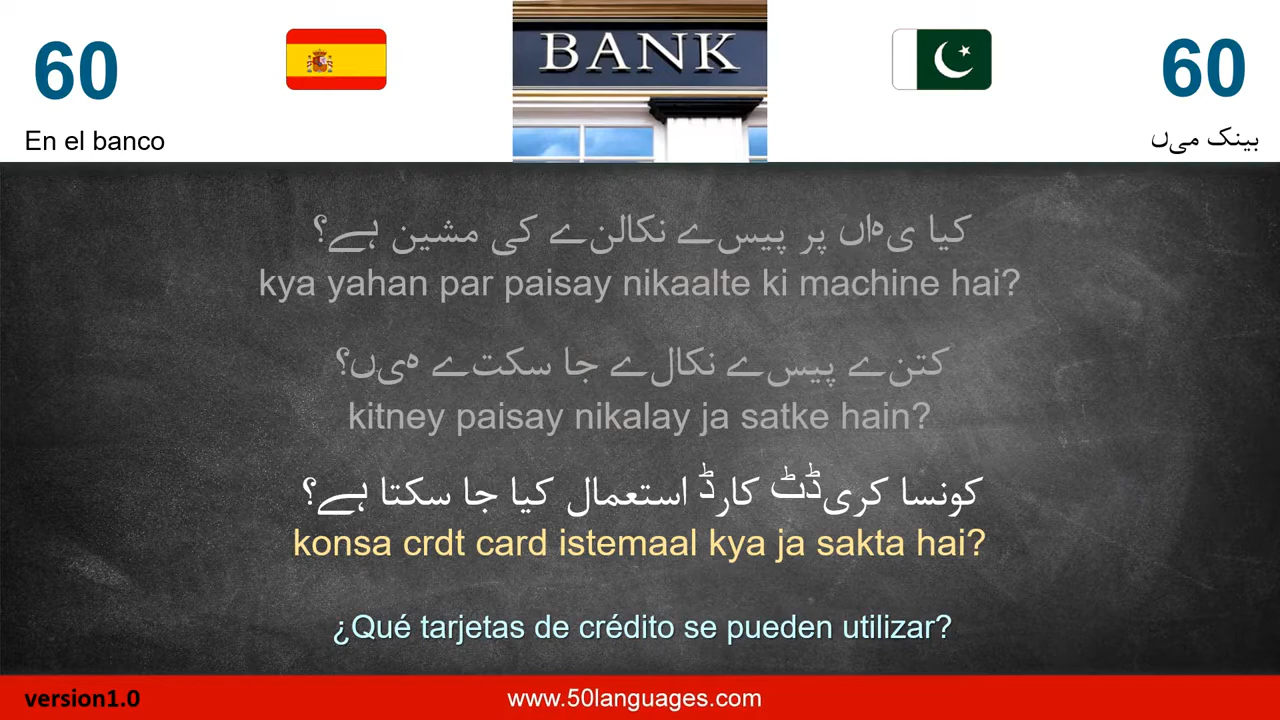 60
60
BANK
En el banco
بینک میں
کیا یہاں پر پیسے نکالنے کی مشین ہے؟
kya yahan par paisay nikaalte ki machine hai?
کتنے پیسے نکالے جا سکتے ہیں؟
kitney paisay nikalay ja satke hain?
کونسا کریڈٹ کارڈ استعمال کیا جا سکتا ہے؟
konsa crdt card istemaal kya ja sakta hai?
¿Qué tarjetas de crédito se pueden utilizar?
version1.0
www.50languages.com